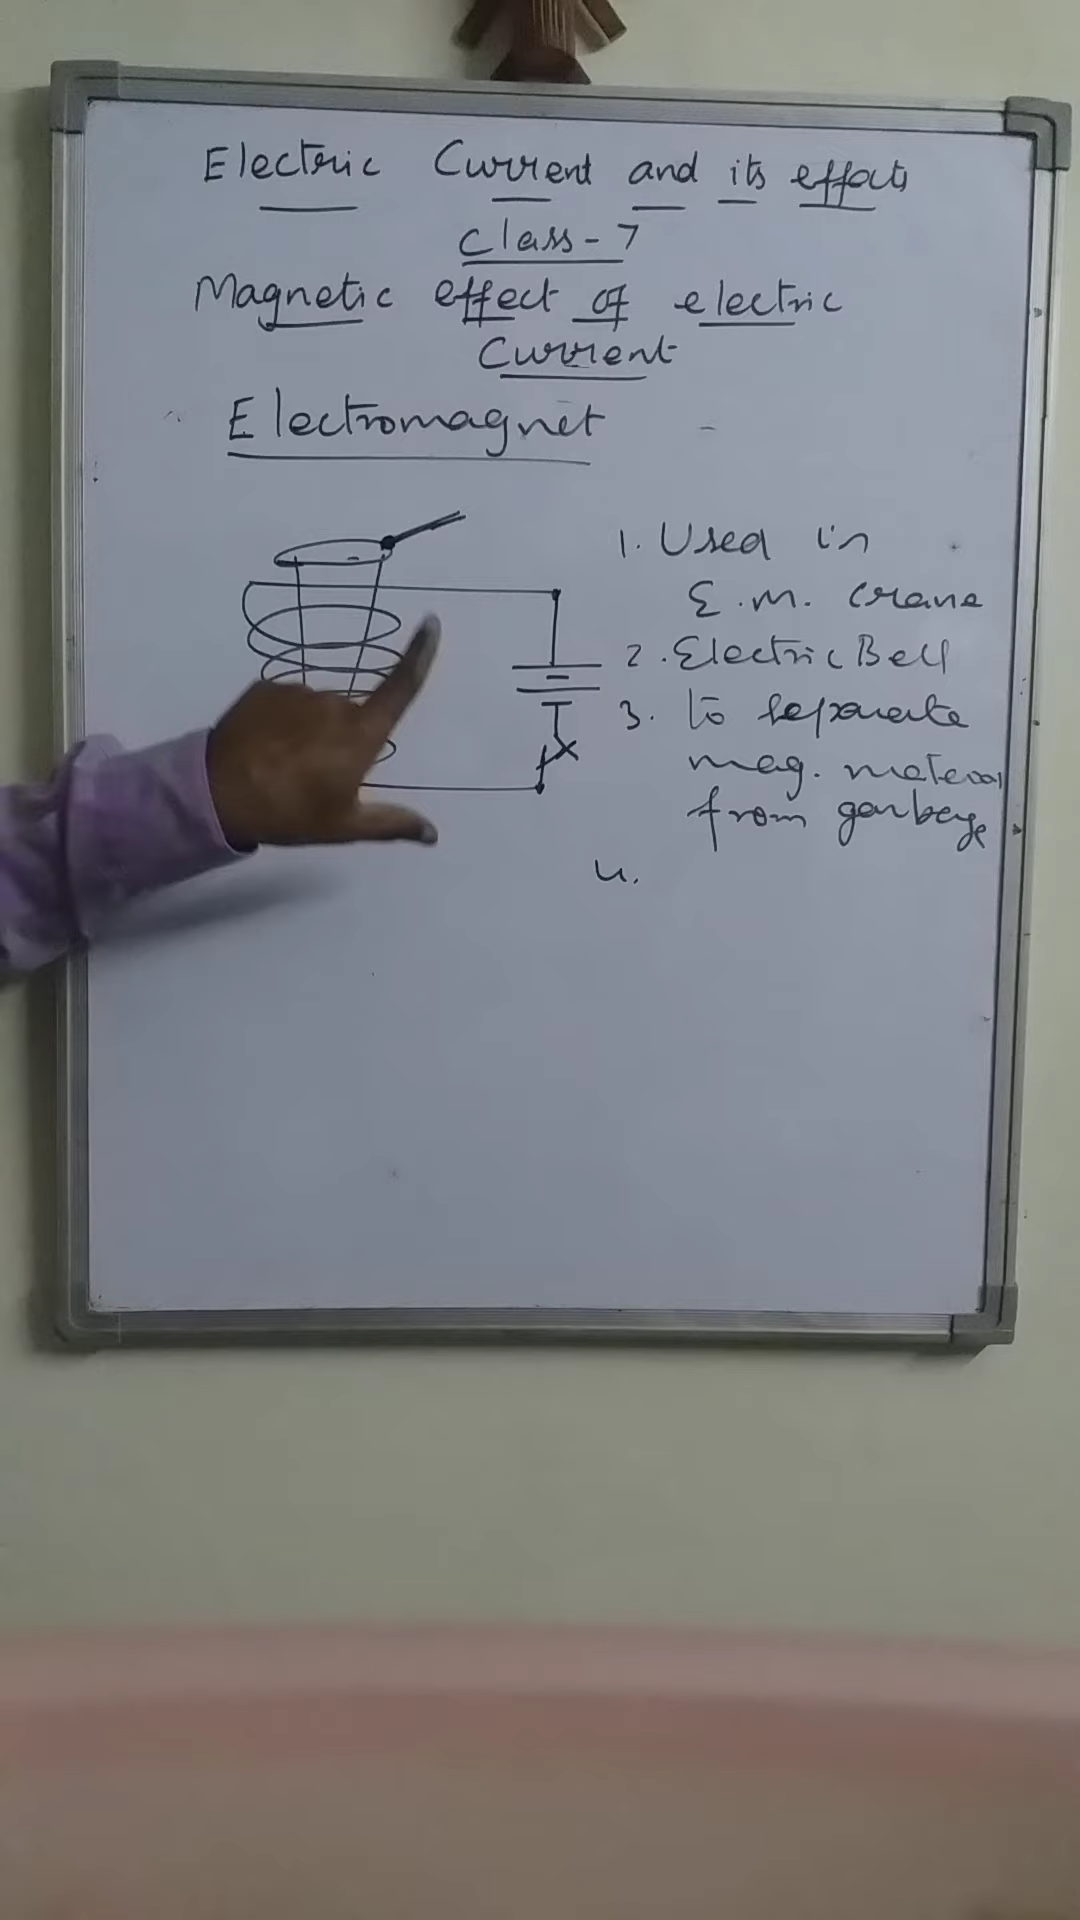 Electric Current and its effects
Class-7
Magnetic effect of electric
Current
Electromagnet
1. Used in
E.M. Crane
2. Electric Bell
3. to separate
mag. material
from garbage
4.